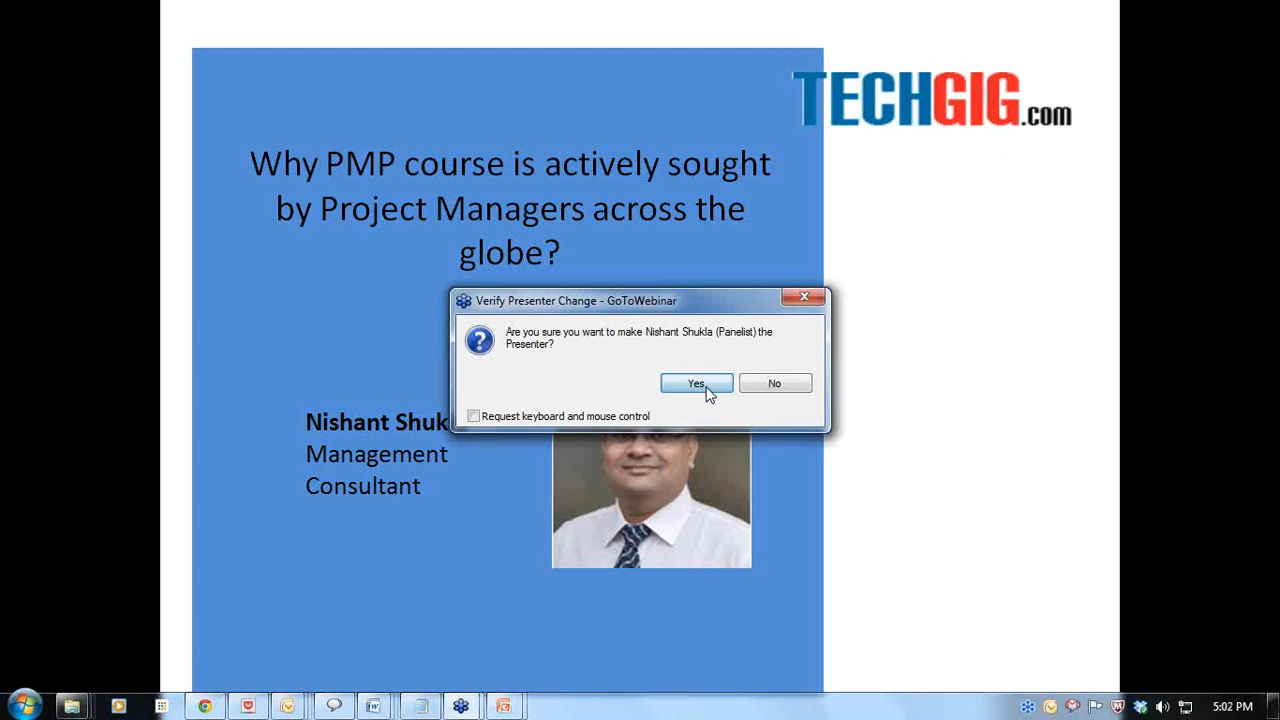 TECHGIG.com
Why PMP course is actively sought
by Project Managers across the
globe?
Verify Presenter Change - GoToWebinar
Are you sure you want to make Nishant Shukla (Panelist) the
Presenter?
Yes
No
Request keyboard and mouse control
Nishant Shuk
Management
Consultant
5:02 PM